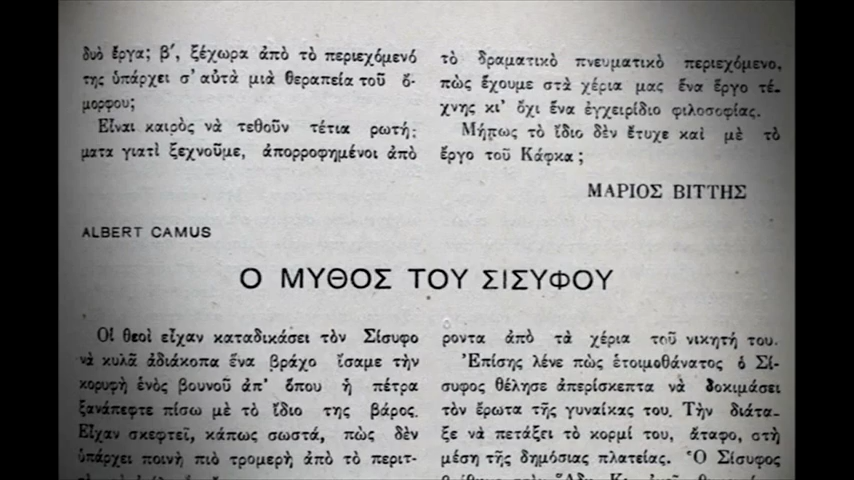 δυὸ ἔργα; β', ξέχωρα ἀπὸ τὸ περιεχόμενό
της ὑπάρχει σ' αὐτὰ μιὰ θεραπεία τοῦ ὄ-
μορφου;
Εἶναι καιρὸς νὰ τεθοῦν τέτια ρωτή;
ματα γιατὶ ξεχνοῦμε, ἀπορροφημένοι ἀπὸ
τὸ δραματικὸ πνευματικὸ περιεχόμενο,
πὼς ἔχουμε στὰ χέρια μας ἕνα ἔργο τέ-
χνης κι' ὄχι ἕνα ἐγχειρίδιο φιλοσοφίας.
Μήπως τὸ ἴδιο δὲν ἔτυχε καὶ μὲ τὸ
ἔργο τοῦ Κάφκα;
ΜΑΡΙΟΣ ΒΙΤΤΗΣ
ALBERT CAMUS
Ο ΜΥΘΟΣ ΤΟΥ ΣΙΣΥΦΟΥ
Οἱ θεοὶ εἶχαν καταδικάσει τὸν Σίσυφο
νὰ κυλᾶ ἀδιάκοπα ἕνα βράχο ἴσαμε τὴν
κορυφὴ ἑνὸς βουνοῦ ἀπ' ὅπου ἡ πέτρα
ξανάπεφτε πίσω μὲ τὸ ἴδιο της βάρος.
Εἶχαν σκεφτεῖ, κάπως σωστά, πὼς δὲν
ὑπάρχει ποινὴ πιὸ τρομερὴ ἀπὸ τὸ περιτ-
ροντα ἀπὸ τὰ χέρια τοῦ νικητή του.
Ἐπίσης λένε πὼς ἑτοιμοθάνατος ὁ Σί-
συφος θέλησε ἀπερίσκεπτα νὰ δοκιμάσει
τὸν ἔρωτα τῆς γυναίκας του. Τὴν διάτα-
ξε νὰ πετάξει τὸ κορμί του, ἄταφο, στὴ
μέση τῆς δημόσιας πλατείας. Ὁ Σίσυφος